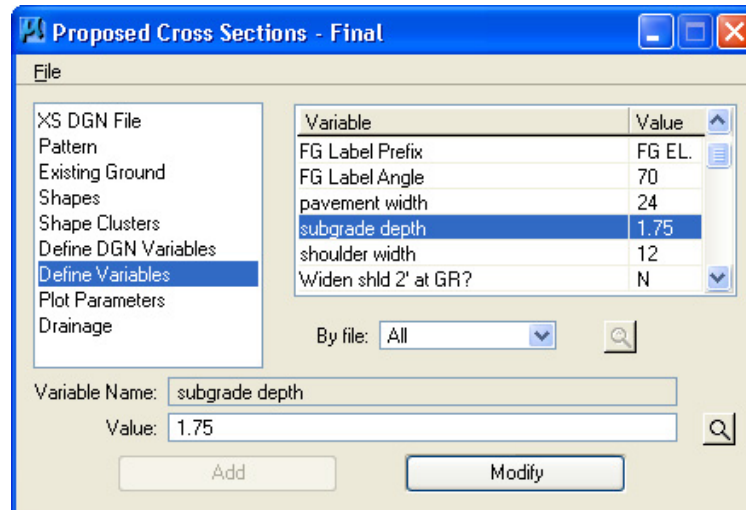 Proposed Cross Sections - Final
File
XS DGN File
Pattern
Existing Ground
Shapes
Shape Clusters
Define DGN Variables
Define Variables
Plot Parameters
Drainage
Variable Value
FG Label Prefix FG EL.
FG Label Angle 70
pavement width 24
subgrade depth 1.75
shoulder width 12
Widen shld 2' at GR? N
By file: All
Variable Name: subgrade depth
Value: 1.75
Add Modify